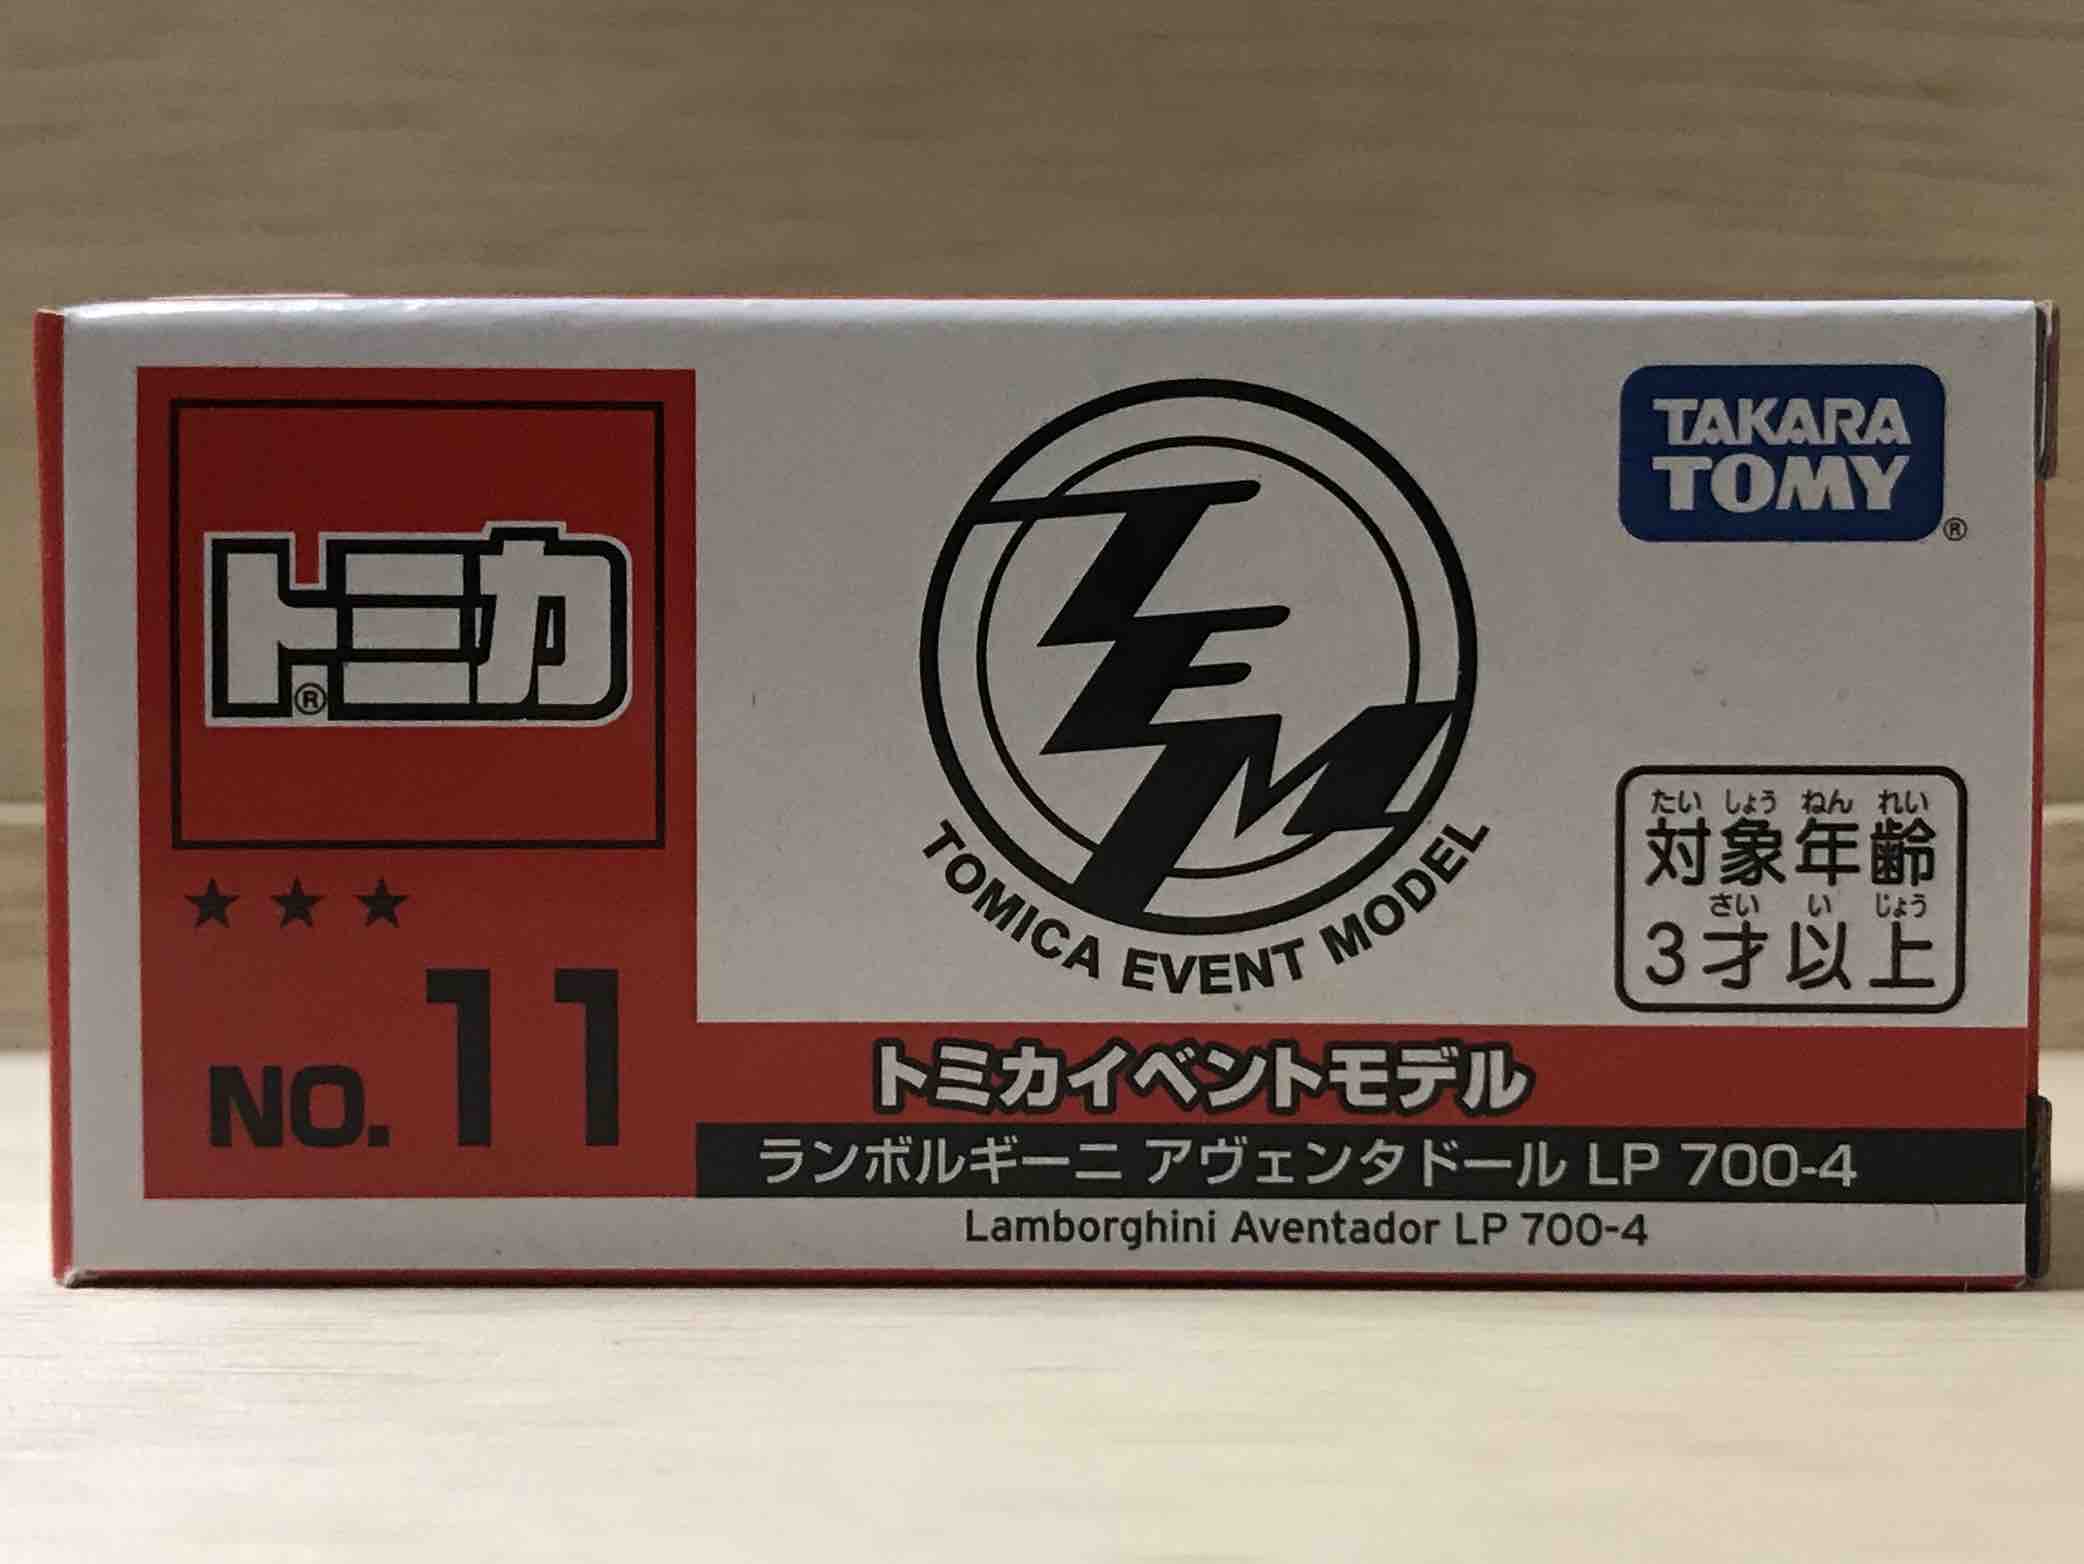 トミカ®
★★★
NO. 11
TEM
TOMICA EVENT MODEL
TAKARA
TOMY®
たい しょう ねん れい
対象年齢
さい い じょう
3才以上
トミカイベントモデル
ランボルギーニ アヴェンタドール LP 700-4
Lamborghini Aventador LP 700-4